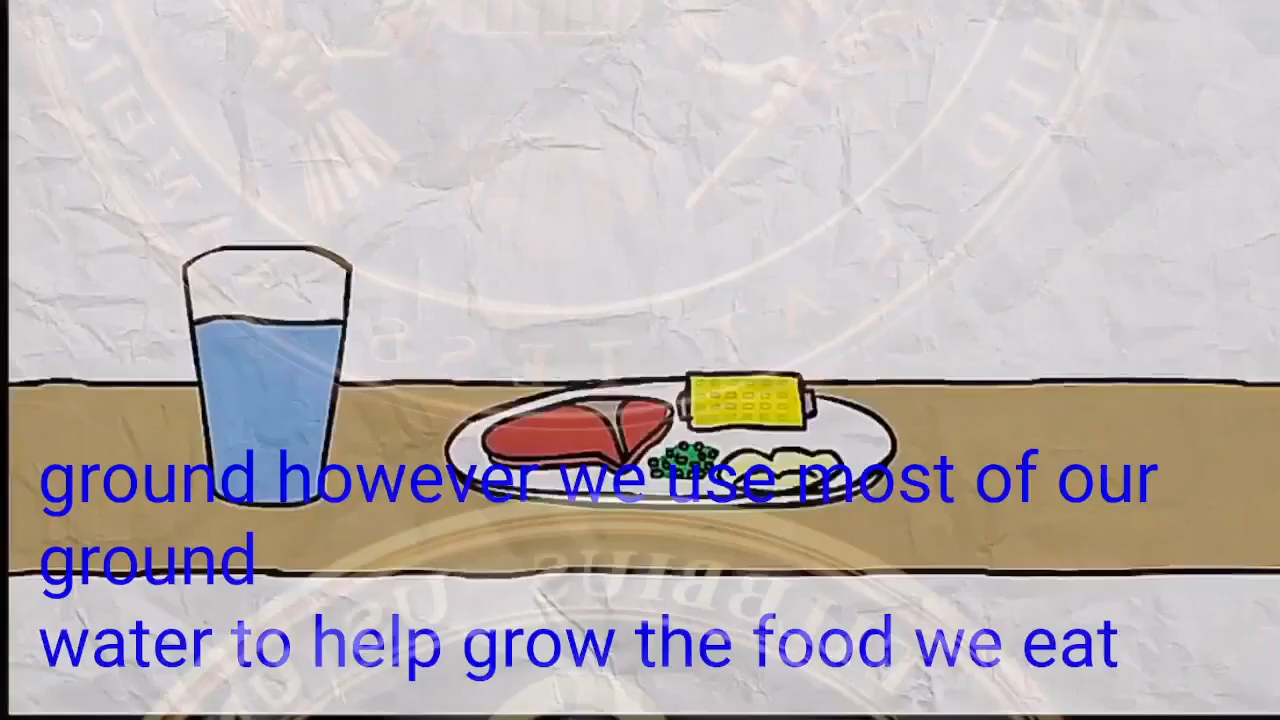 ground however we use most of our
ground
water to help grow the food we eat